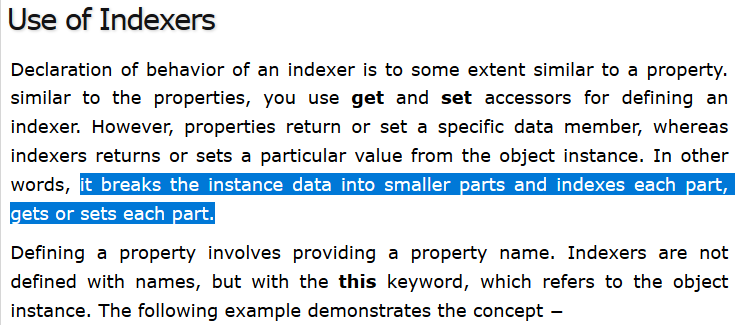 Use of Indexers
Declaration of behavior of an indexer is to some extent similar to a property.
similar to the properties, you use get and set accessors for defining an
indexer. However, properties return or set a specific data member, whereas
indexers returns or sets a particular value from the object instance. In other
words, it breaks the instance data into smaller parts and indexes each part,
gets or sets each part.
Defining a property involves providing a property name. Indexers are not
defined with names, but with the this keyword, which refers to the object
instance. The following example demonstrates the concept −